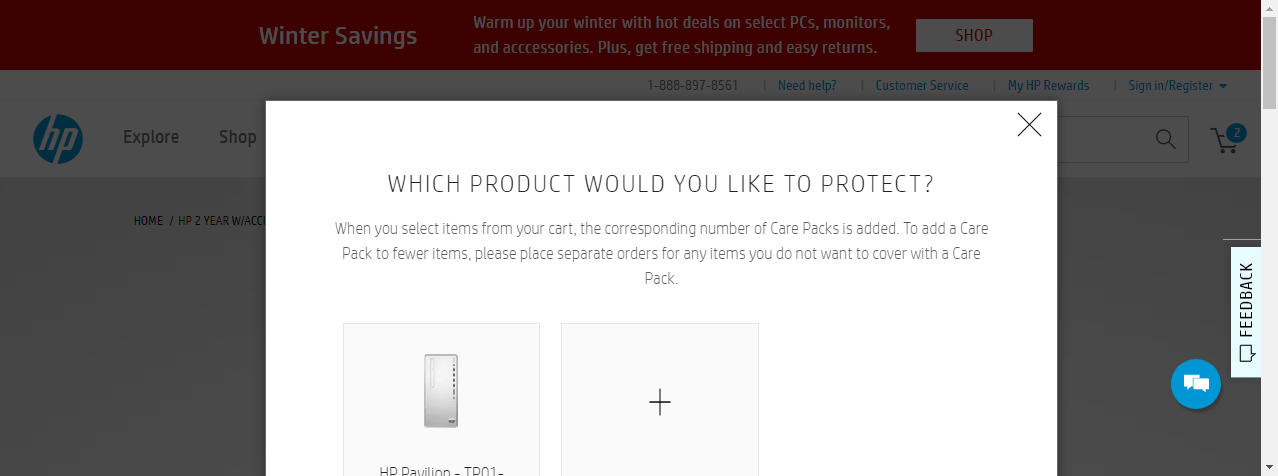 Winter Savings
Warm up your winter with hot deals on select PCs, monitors,
and acccessories. Plus, get free shipping and easy returns.
SHOP
1-888-897-8561 | Need help? | Customer Service | My HP Rewards | Sign in/Register
hp
Explore
Shop
2
HOME / HP 2 YEAR W/ACCI
WHICH PRODUCT WOULD YOU LIKE TO PROTECT?
When you select items from your cart, the corresponding number of Care Packs is added. To add a Care
Pack to fewer items, please place separate orders for any items you do not want to cover with a Care
Pack.
FEEDBACK
HP Pavilion - TP01-